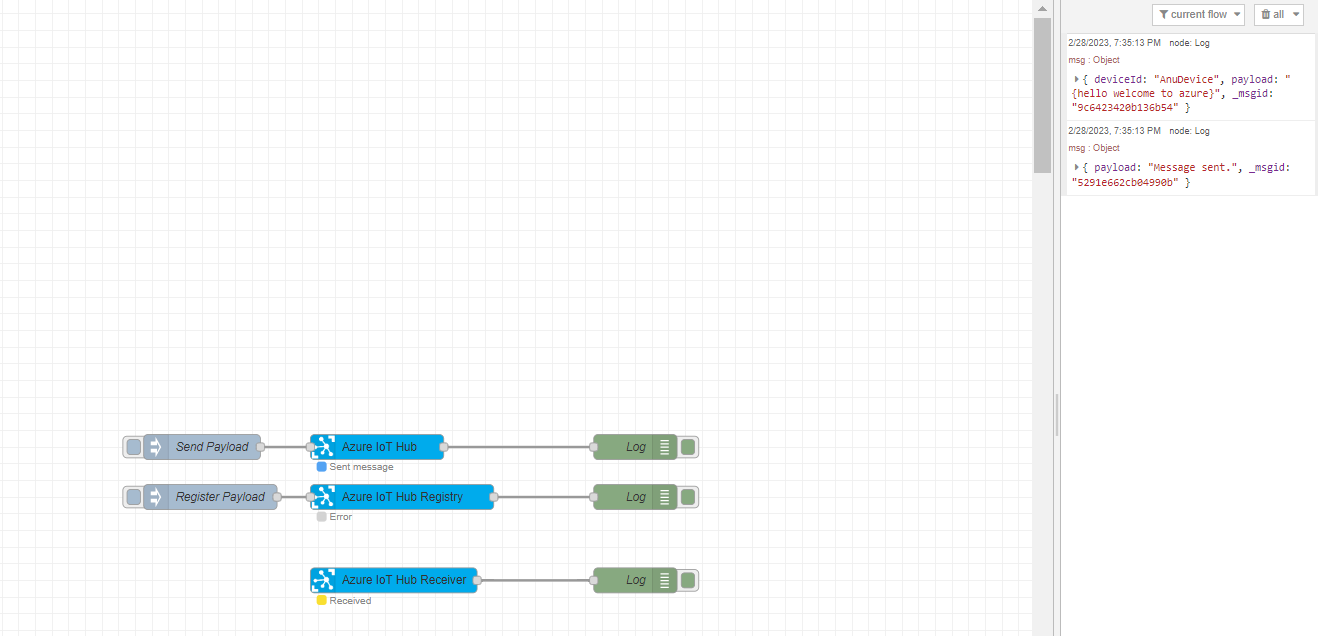 current flow
all
2/28/2023, 7:35:13 PM node: Log
msg : Object
{ deviceId: "AnuDevice", payload: "
{hello welcome to azure}", _msgid:
"9c6423420b136b54" }
2/28/2023, 7:35:13 PM node: Log
msg : Object
{ payload: "Message sent.", _msgid:
"5291e662cb04990b" }
Send Payload
Azure IoT Hub
Log
Sent message
Register Payload
Azure IoT Hub Registry
Log
Error
Azure IoT Hub Receiver
Log
Received